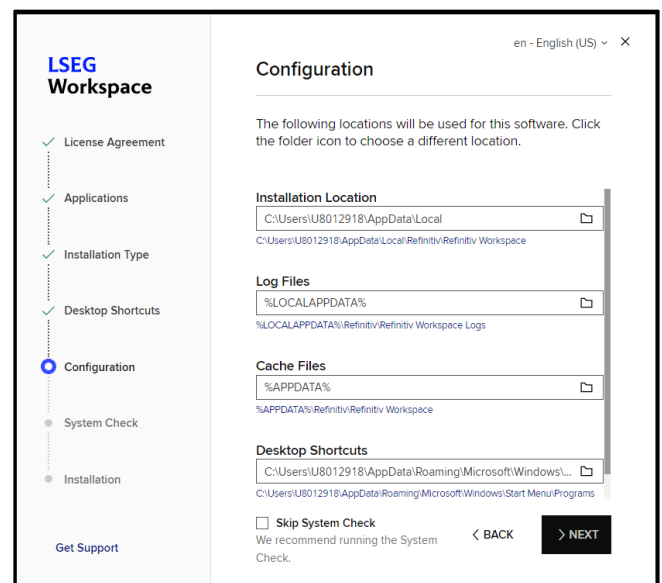 en - English (US)
LSEG
Workspace
Configuration
The following locations will be used for this software. Click
the folder icon to choose a different location.
License Agreement
Applications
Installation Type
Desktop Shortcuts
Configuration
System Check
Installation
Get Support
Installation Location
C:\Users\U8012918\AppData\Local
C:\Users\U8012918\AppData\Local\Refinitiv\Refinitiv Workspace
Log Files
%LOCALAPPDATA%
%LOCALAPPDATA%\Refinitiv\Refinitiv Workspace Logs
Cache Files
%APPDATA%
%APPDATA%\Refinitiv\Refinitiv Workspace
Desktop Shortcuts
C:\Users\U8012918\AppData\Roaming\Microsoft\Windows\...
C:\Users\U8012918\AppData\Roaming\Microsoft\Windows\Start Menu\Programs
Skip System Check
We recommend running the System
Check.
BACK
NEXT